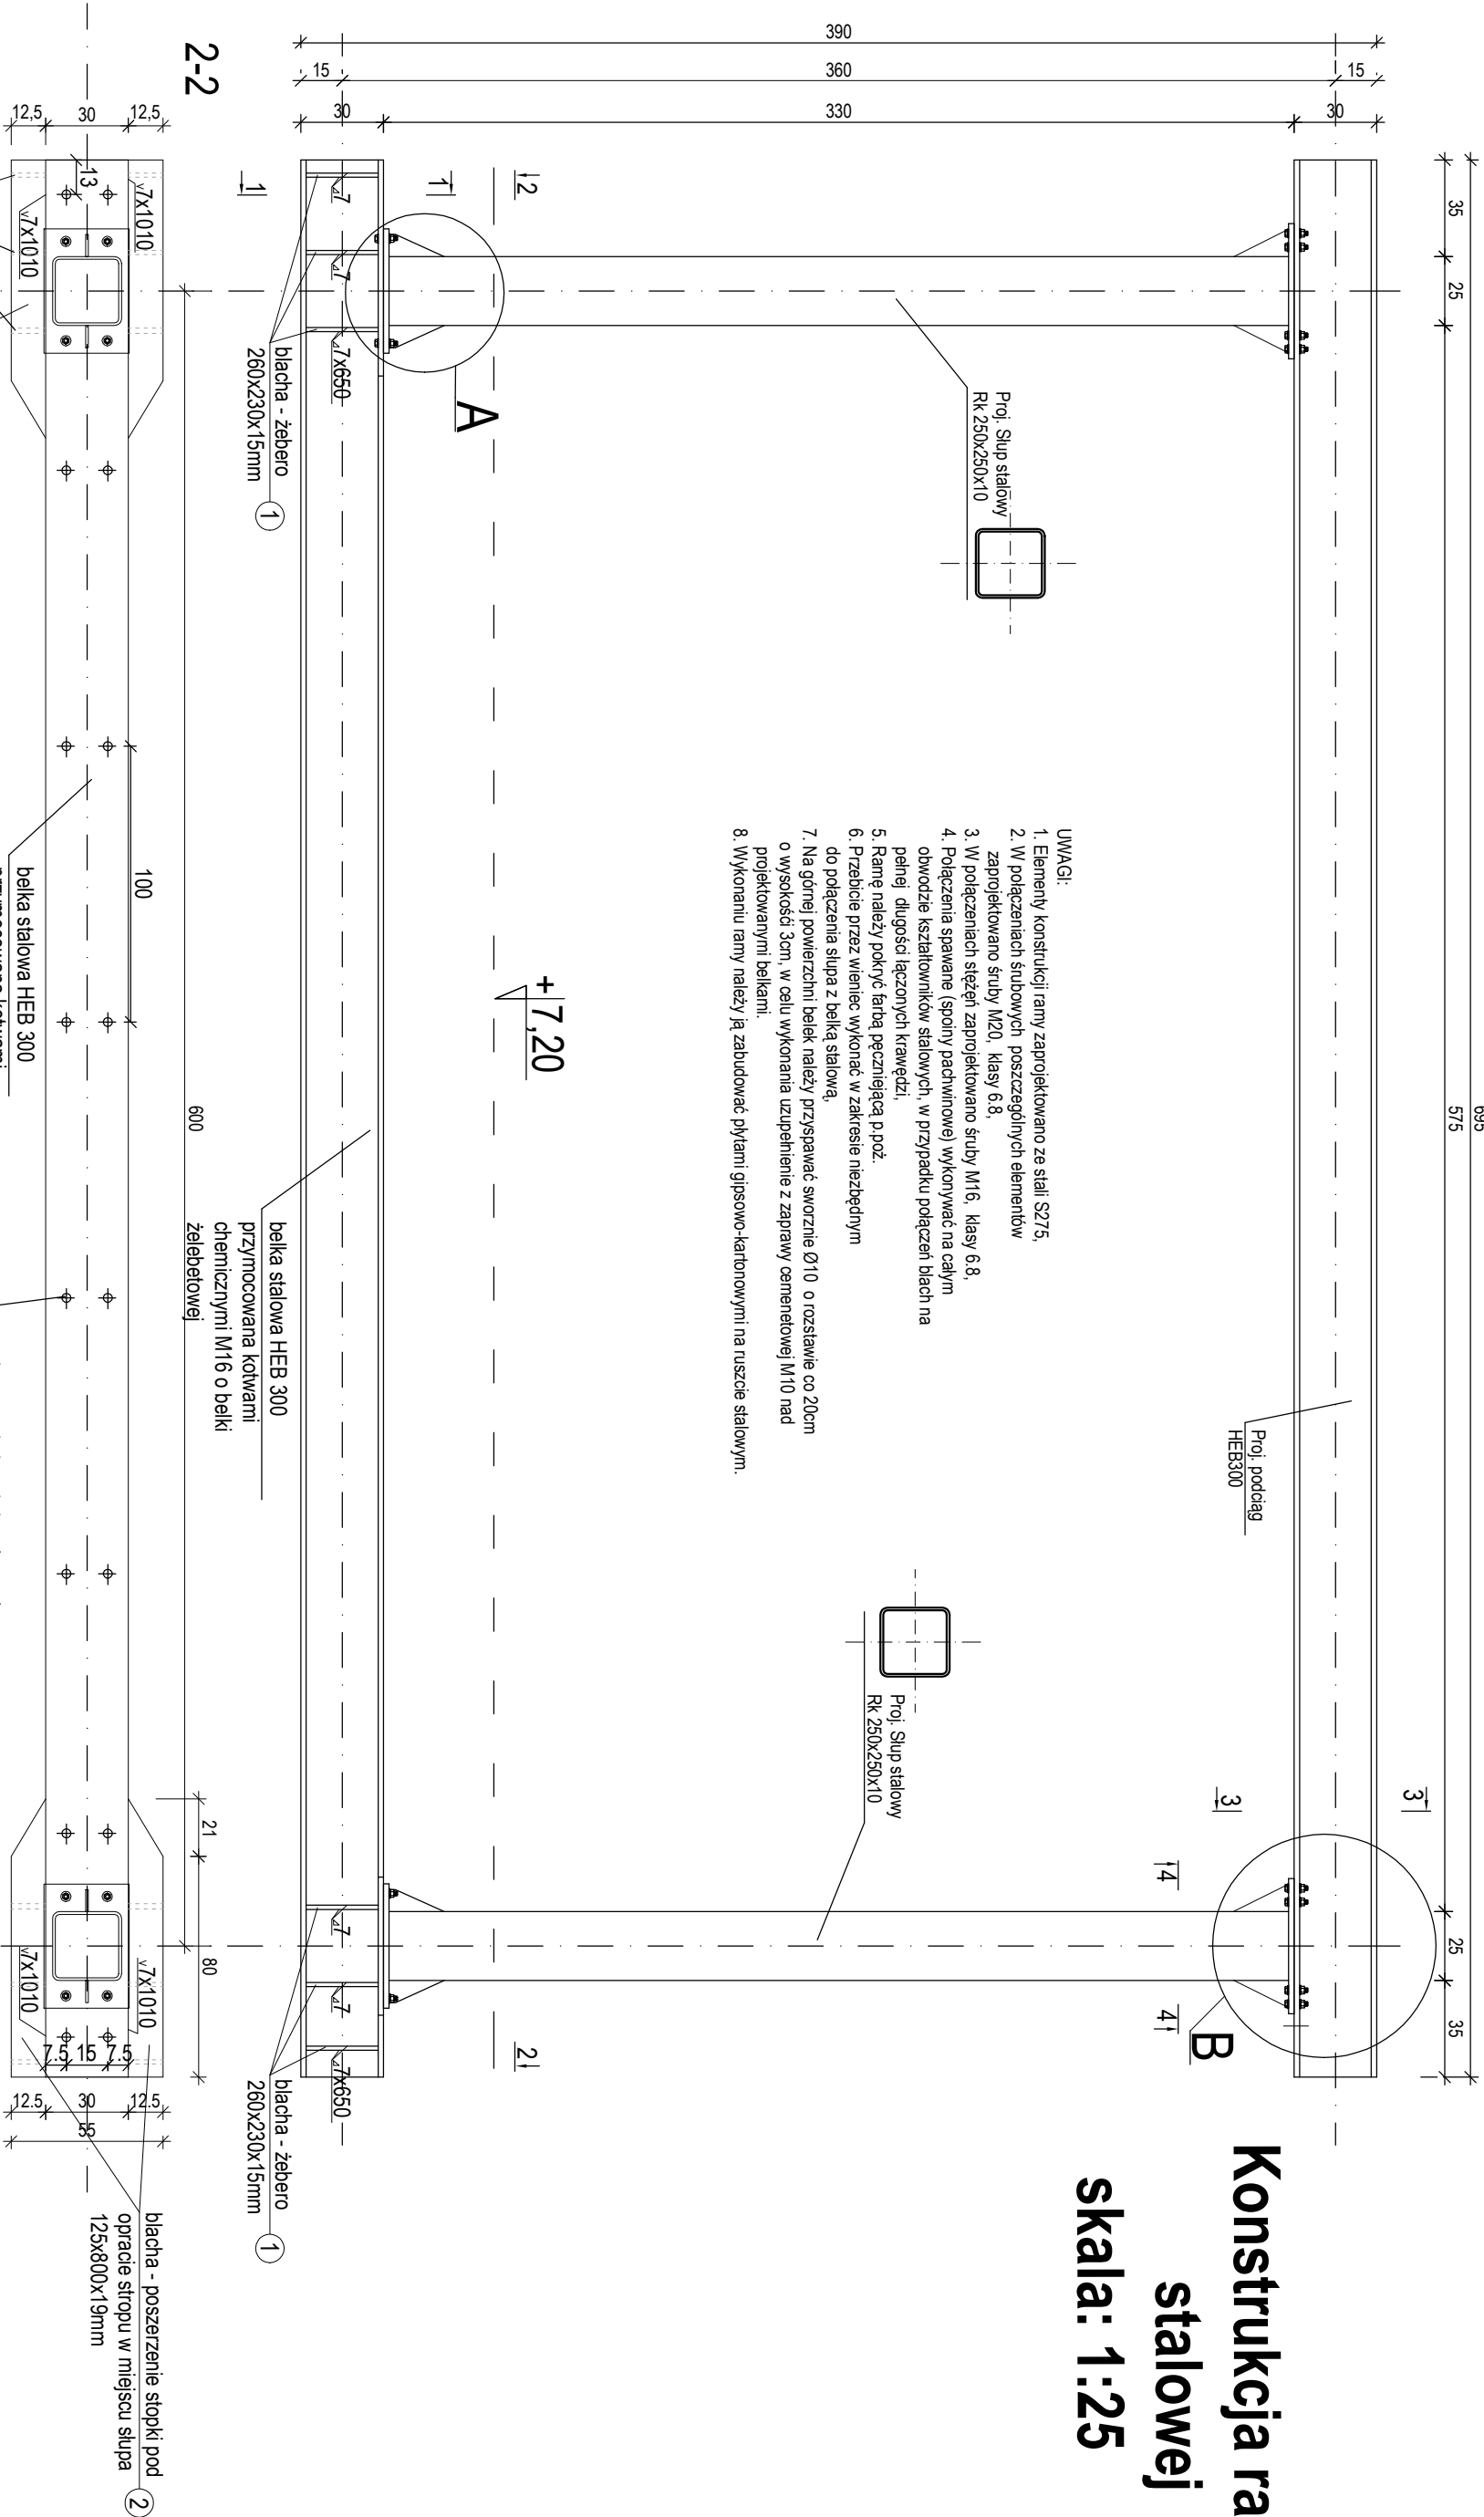 Konstrukcja ra
stalowej
skala: 1:25
695
35
25
575
25
35
390
15
360
15
30
330
30
Proj. podciąg
HEB300
3
3
4
4
B
Proj. Słup stalowy
Rk 250x250x10
Proj. Słup stalowy
Rk 250x250x10
UWAGI:
1. Elementy konstrukcji ramy zaprojektowano ze stali S275,
2. W połączeniach śrubowych poszczególnych elementów
zaprojektowano śruby M20, klasy 6.8,
3. W połączeniach stężeń zaprojektowano śruby M16, klasy 6.8,
4. Połączenia spawane (spoiny pachwinowe) wykonywać na całym
obwodzie kształtowników stalowych, w przypadku połączeń blach na
pełnej długości łączonych krawędzi,
5. Ramę należy pokryć farbą pęczniejącą p.poż.
6. Przebicie przez wieniec wykonać w zakresie niezbędnym
do połączenia słupa z belką stalową,
7. Na górnej powierzchni belek należy przyspawać sworznie Ø10 o rozstawie co 20cm
o wysokośći 3cm, w celu wykonania uzupełnienie z zaprawy cemenetowej M10 nad
projektowanymi belkami.
8. Wykonaniu ramy należy ją zabudować płytami gipsowo-kartonowymi na ruszcie stalowym.
+7,20
2
2
1
1
A
7
7
7x650
7
7
7x650
blacha - żebero
260x230x15mm
1
belka stalowa HEB 300
przymocowana kotwami
chemicznymi M16 o belki
żelebetowej
blacha - żebero
260x230x15mm
1
2-2
600
21
80
12,5
30
12,5
13
7x1010
7x1010
100
7x1010
7x1010
7.5
15
7.5
12.5
30
12.5
55
belka stalowa HEB 300
blacha - poszerzenie stopki pod
opracie stropu w miejscu słupa
125x800x19mm
2